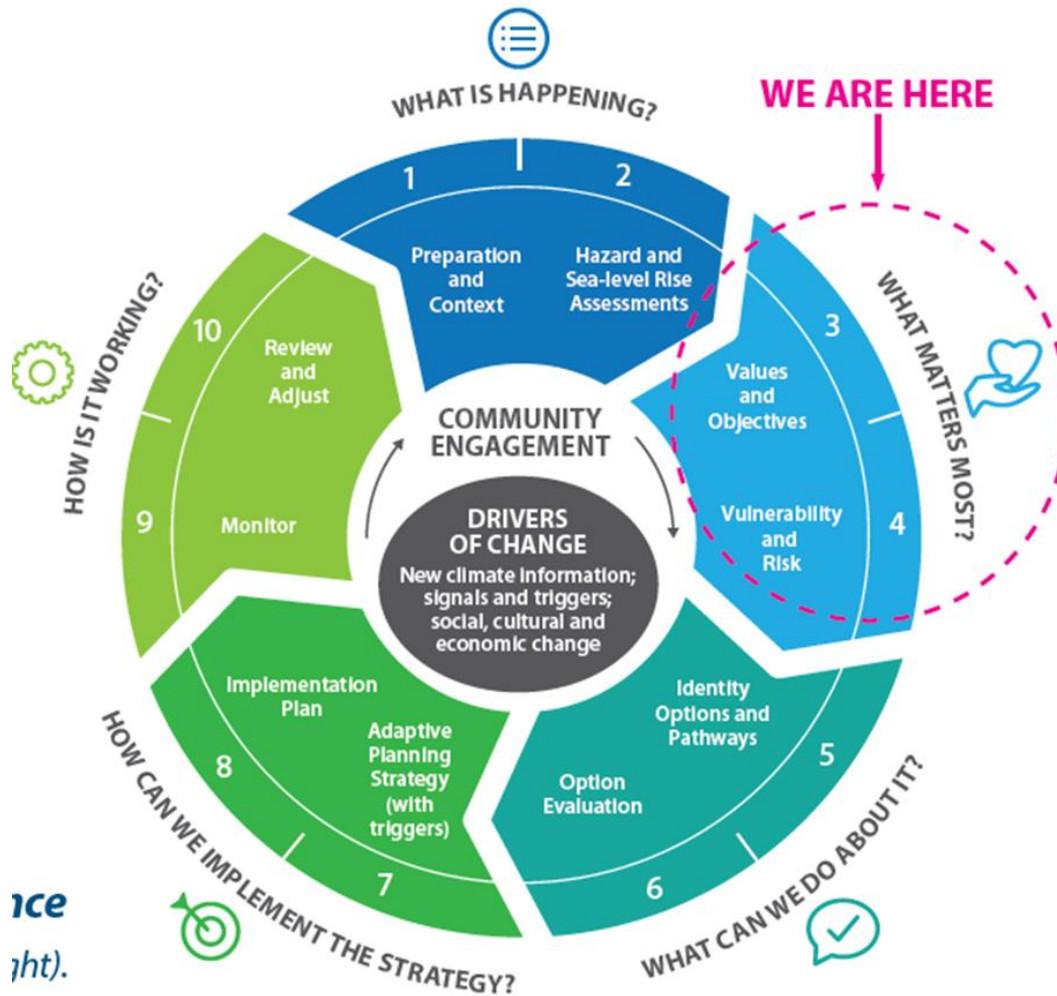 WHAT IS HAPPENING?
WE ARE HERE
1
2
Preparation
and
Context
Hazard and
Sea-level Rise
Assessments
WHAT MATTERS MOST?
3
Values
and
Objectives
4
Vulnerability
and
Risk
WHAT CAN WE DO ABOUT IT?
5
Identity
Options and
Pathways
6
Option
Evaluation
HOW CAN WE IMPLEMENT THE STRATEGY?
7
Adaptive
Planning
Strategy
(with
triggers)
8
Implementation
Plan
HOW IS IT WORKING?
9
Monitor
10
Review
and
Adjust
COMMUNITY
ENGAGEMENT
DRIVERS
OF CHANGE
New climate information;
signals and triggers;
social, cultural and
economic change
nce
ght).